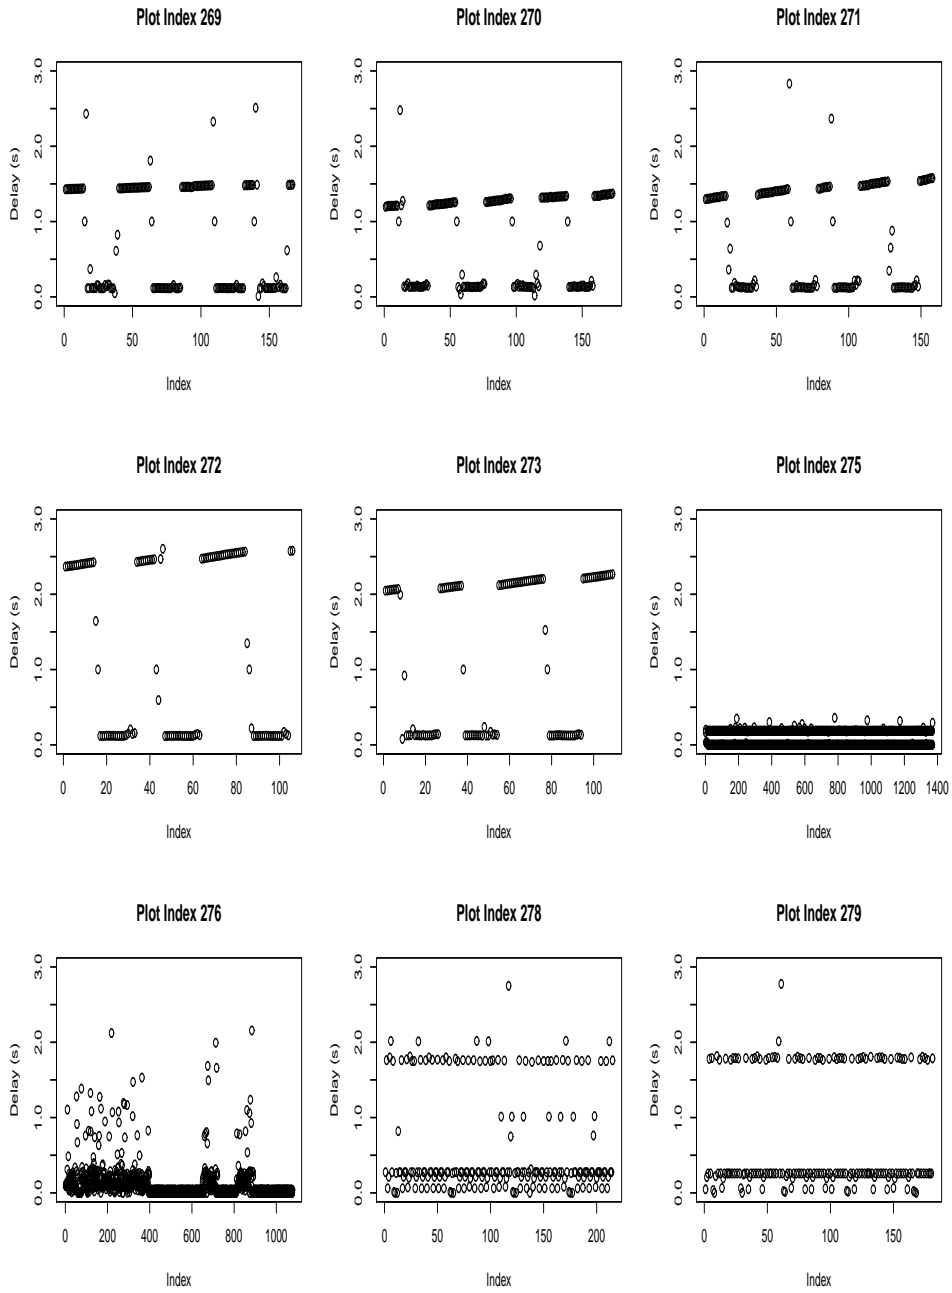 Plot Index 269
Plot Index 270
Plot Index 271
Delay (s)
0.0 1.0 2.0 3.0
0 50 100 150
Index
Delay (s)
0.0 1.0 2.0 3.0
0 50 100 150
Index
Delay (s)
0.0 1.0 2.0 3.0
0 50 100 150
Index
Plot Index 272
Plot Index 273
Plot Index 275
Delay (s)
0.0 1.0 2.0 3.0
0 20 40 60 80 100
Index
Delay (s)
0.0 1.0 2.0 3.0
0 20 40 60 80 100
Index
Delay (s)
0.0 1.0 2.0 3.0
0 200 400 600 800 1000 1200 1400
Index
Plot Index 276
Plot Index 278
Plot Index 279
Delay (s)
0.0 1.0 2.0 3.0
0 200 400 600 800 1000
Index
Delay (s)
0.0 1.0 2.0 3.0
0 50 100 150 200
Index
Delay (s)
0.0 1.0 2.0 3.0
0 50 100 150
Index